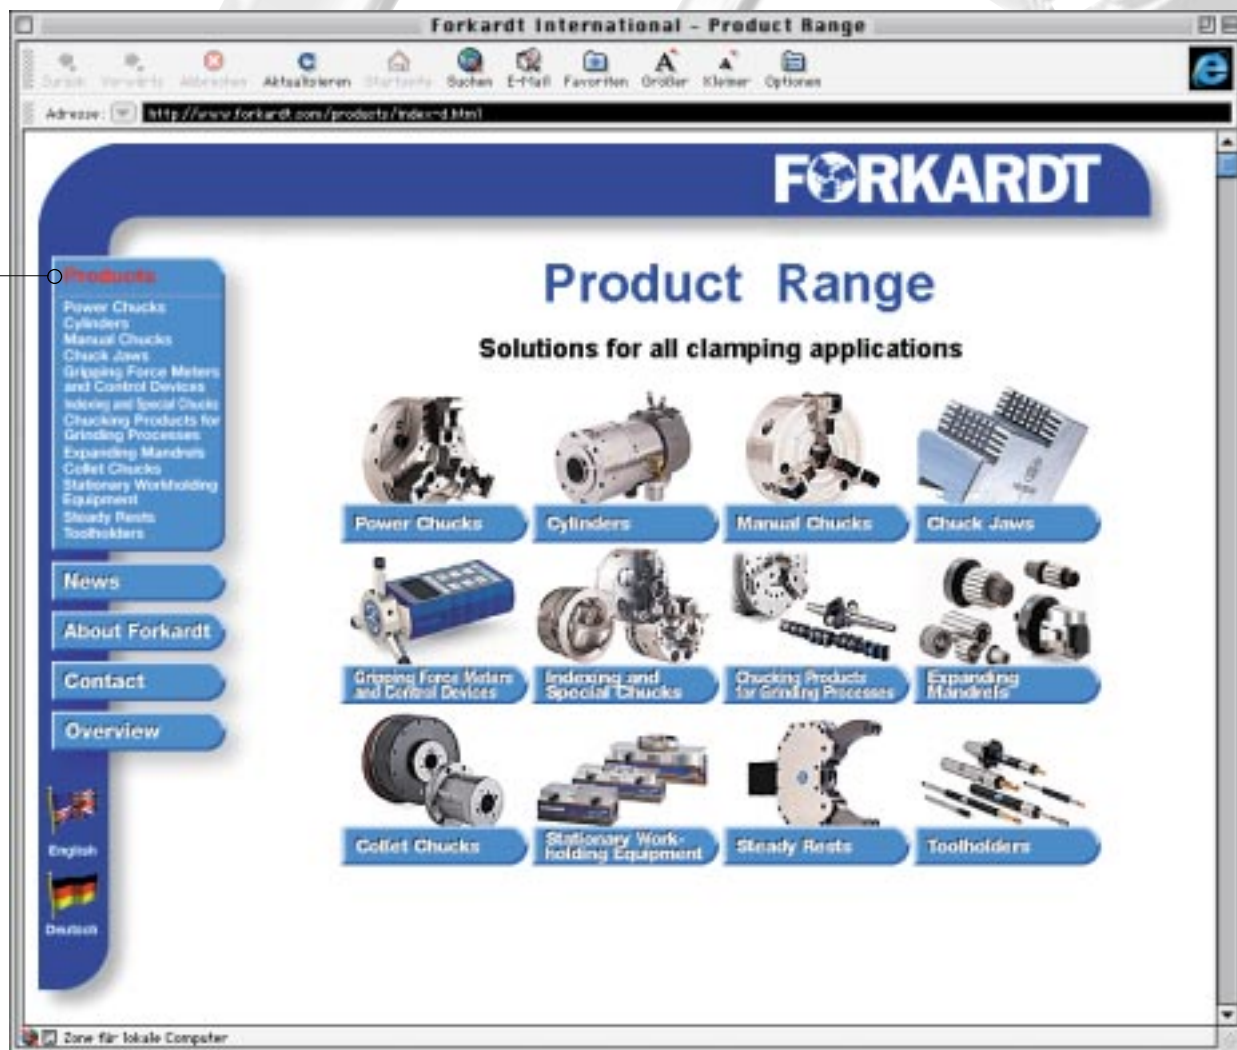 Forkardt International - Product Range
Zurück Vorwärts Abbrechen Aktualisieren Startseite Suchen E-Mail Favoriten Größer Kleiner Optionen
Adresse: http://www.forkardt.com/products/index-d.html
FORKARDT
Products
Power Chucks
Cylinders
Manual Chucks
Chuck Jaws
Gripping Force Meters
and Control Devices
Indexing and Special Chucks
Chucking Products for
Grinding Processes
Expanding Mandrels
Collet Chucks
Stationary Workholding
Equipment
Steady Rests
Toolholders
News
About Forkardt
Contact
Overview
English
Deutsch
Product Range
Solutions for all clamping applications
Power Chucks
Cylinders
Manual Chucks
Chuck Jaws
Gripping Force Meters
and Control Devices
Indexing and
Special Chucks
Chucking Products
for Grinding Processes
Expanding
Mandrels
Collet Chucks
Stationary Work-
holding Equipment
Steady Rests
Toolholders
Zone für lokale Computer